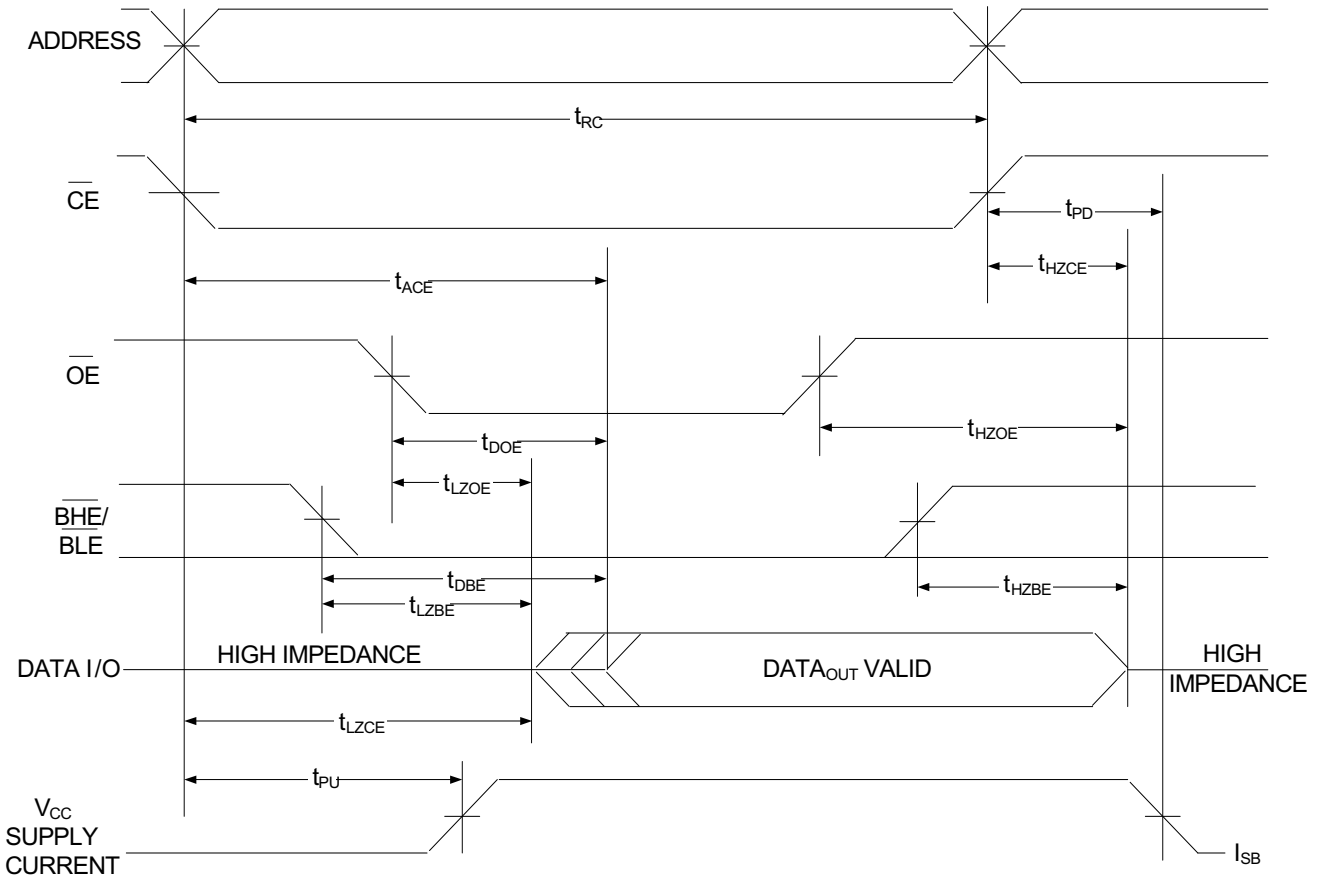 ADDRESS
tRC
CE
tPD
tHZCE
tACE
OE
tHZOE
tDOE
tLZOE
BHE/
BLE
tDBE
tHZBE
tLZBE
DATA I/O
HIGH IMPEDANCE
DATAOUT VALID
HIGH
IMPEDANCE
tLZCE
tPU
VCC
SUPPLY
CURRENT
ISB